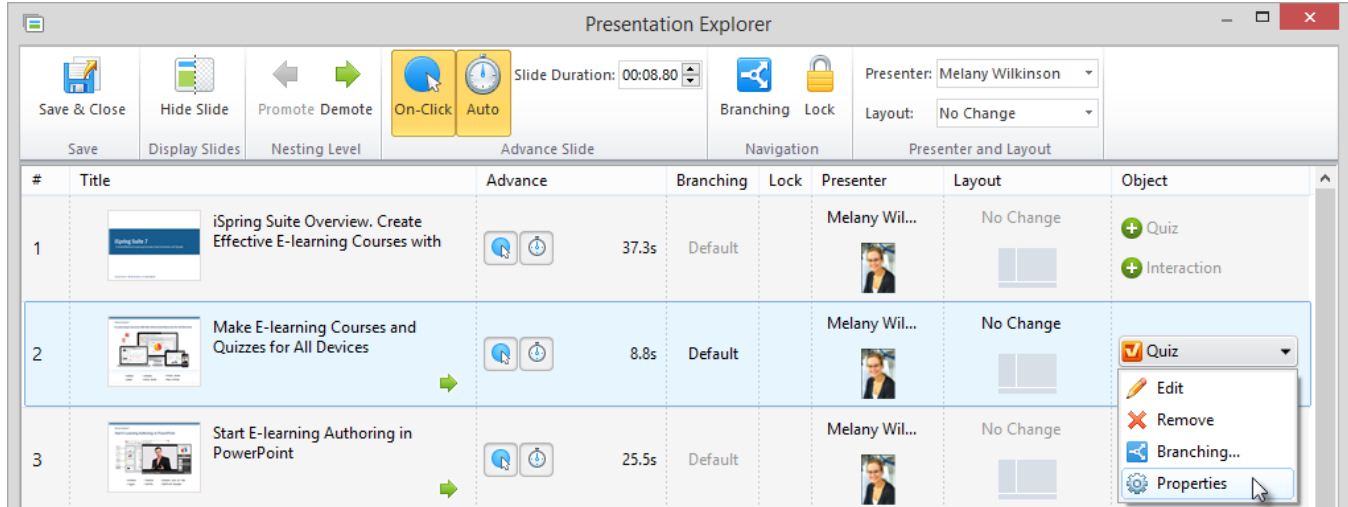 Presentation Explorer
Save & Close
Hide Slide
Promote Demote
On-Click
Auto
Slide Duration: 00:08.80
Branching
Lock
Presenter: Melany Wilkinson
Layout: No Change
Save
Display Slides
Nesting Level
Advance Slide
Navigation
Presenter and Layout
# Title Advance Branching Lock Presenter Layout Object
1
iSpring Suite 7
iSpring Suite Overview. Create
Effective E-learning Courses with
37.3s
Default
Melany Wil...
No Change
Quiz
Interaction
2
Make E-learning Courses and
Quizzes for All Devices
8.8s
Default
Melany Wil...
No Change
Quiz
Edit
Remove
Branching...
Properties
3
Start E-learning Authoring in
PowerPoint
25.5s
Default
Melany Wil...
No Change